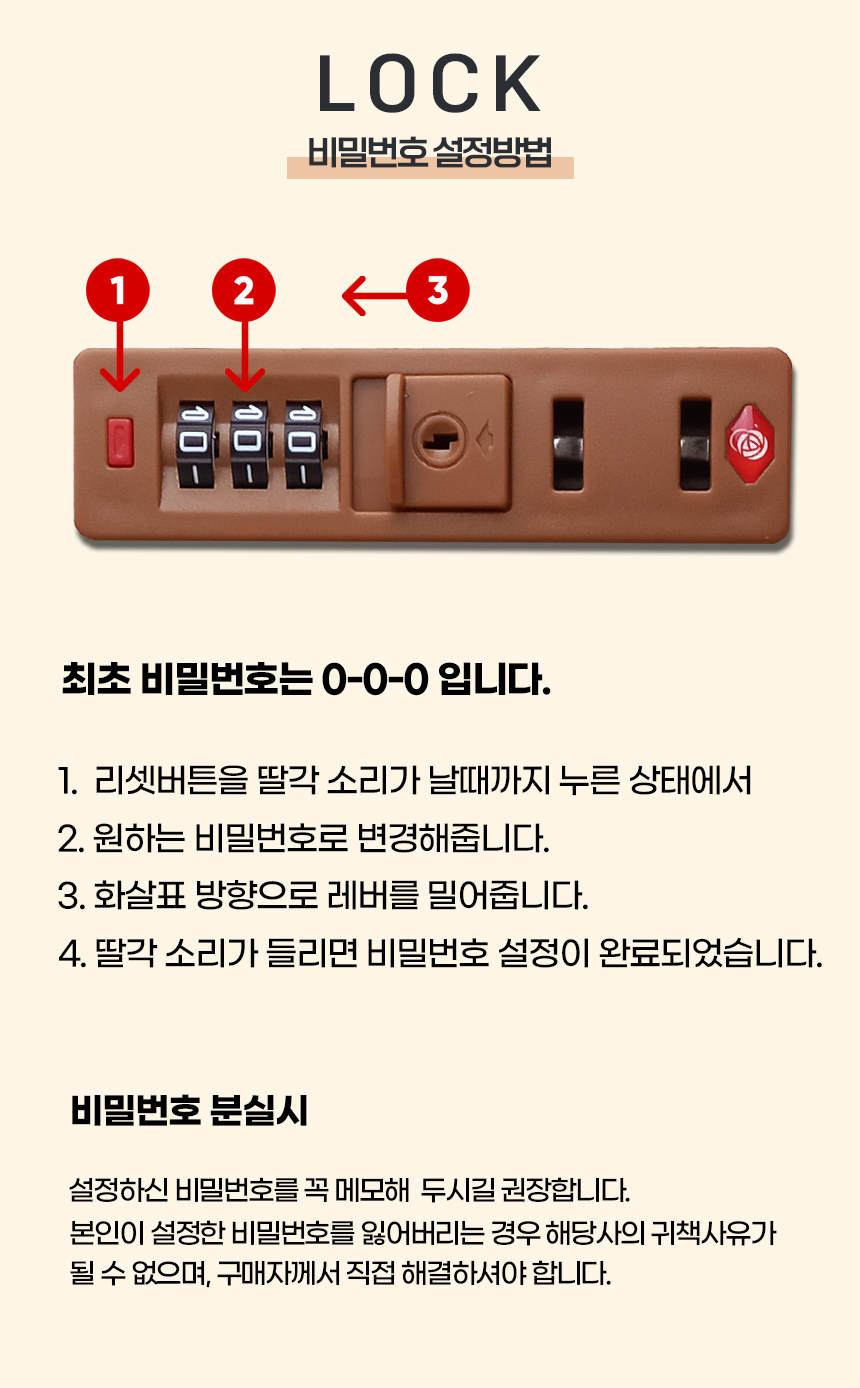 LOCK
비밀번호 설정방법
1 2 3
1 1 1
0 0 0
최초 비밀번호는 0-0-0 입니다.
1. 리셋버튼을 딸각 소리가 날때까지 누른 상태에서
2. 원하는 비밀번호로 변경해줍니다.
3. 화살표 방향으로 레버를 밀어줍니다.
4. 딸각 소리가 들리면 비밀번호 설정이 완료되었습니다.
비밀번호 분실시
설정하신 비밀번호를 꼭 메모해 두시길 권장합니다.
본인이 설정한 비밀번호를 잃어버리는 경우 해당사의 귀책사유가
될 수 없으며, 구매자께서 직접 해결하셔야 합니다.